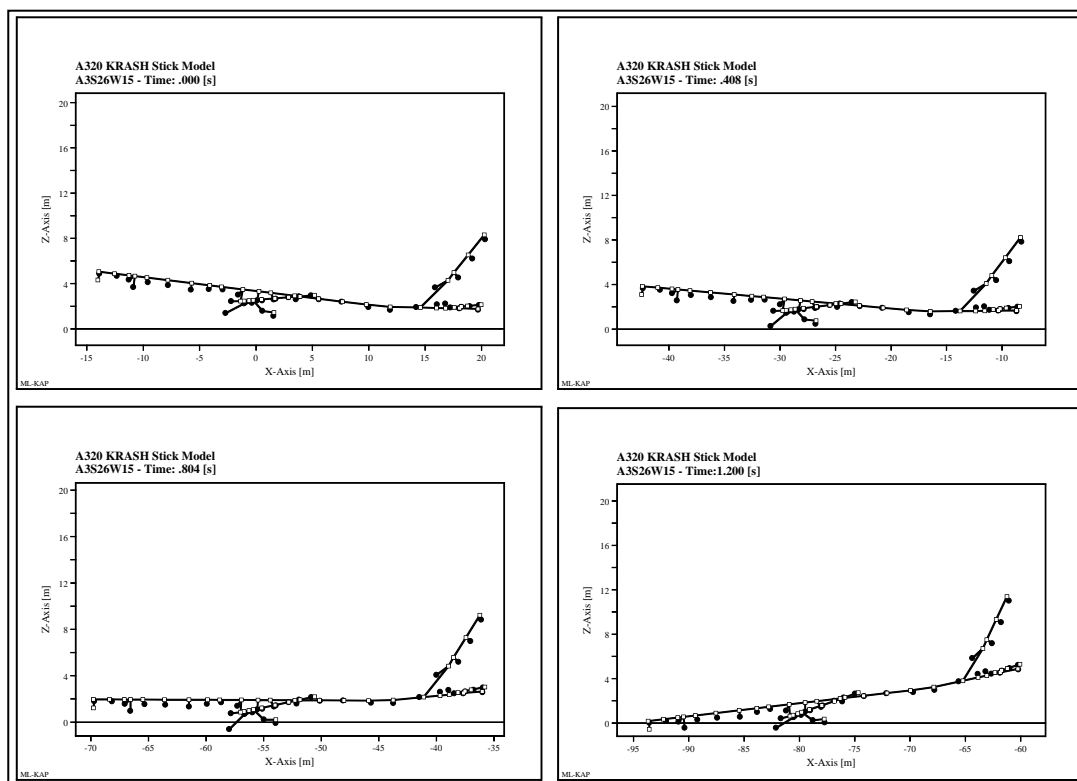 A320 KRASH Stick Model
A3S26W15 - Time: .000 [s]
20
16
12
8
4
0
Z-Axis [m]
-15
-10
-5
0
5
10
15
20
X-Axis [m]
ML-KAP
A320 KRASH Stick Model
A3S26W15 - Time: .408 [s]
20
16
12
8
4
0
Z-Axis [m]
-40
-30
-20
-10
X-Axis [m]
ML-KAP
A320 KRASH Stick Model
A3S26W15 - Time: .804 [s]
20
16
12
8
4
0
Z-Axis [m]
-70
-65
-60
-55
-50
-45
-40
-35
X-Axis [m]
ML-KAP
A320 KRASH Stick Model
A3S26W15 - Time:1.200 [s]
20
16
12
8
4
0
Z-Axis [m]
-95
-90
-85
-80
-75
-70
-65
-60
X-Axis [m]
ML-KAP